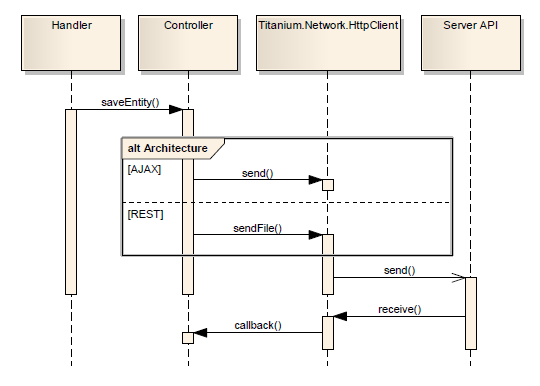 Handler
Controller
Titanium.Network.HttpClient
Server API
saveEntity()
alt Architecture
[AJAX]
send()
[REST]
sendFile()
send()
receive()
callback()